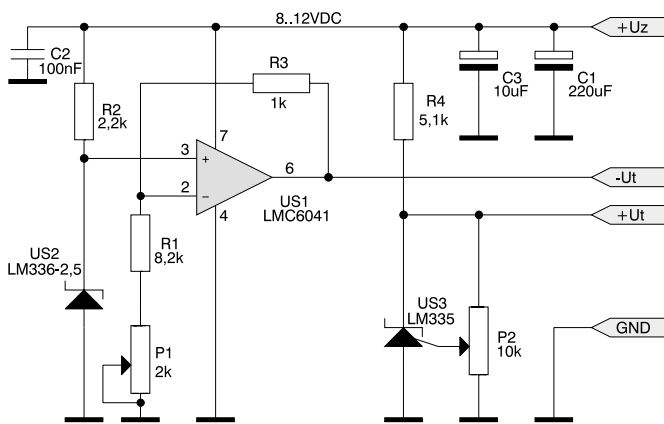 8..12VDC
+Uz
C2
100nF
R3
1k
R2
2,2k
R4
5,1k
C3
10uF
C1
220uF
7
3
+
6
2
−
4
US1
LMC6041
-Ut
+Ut
R1
8,2k
US2
LM336-2,5
US3
LM335
GND
P1
2k
P2
10k